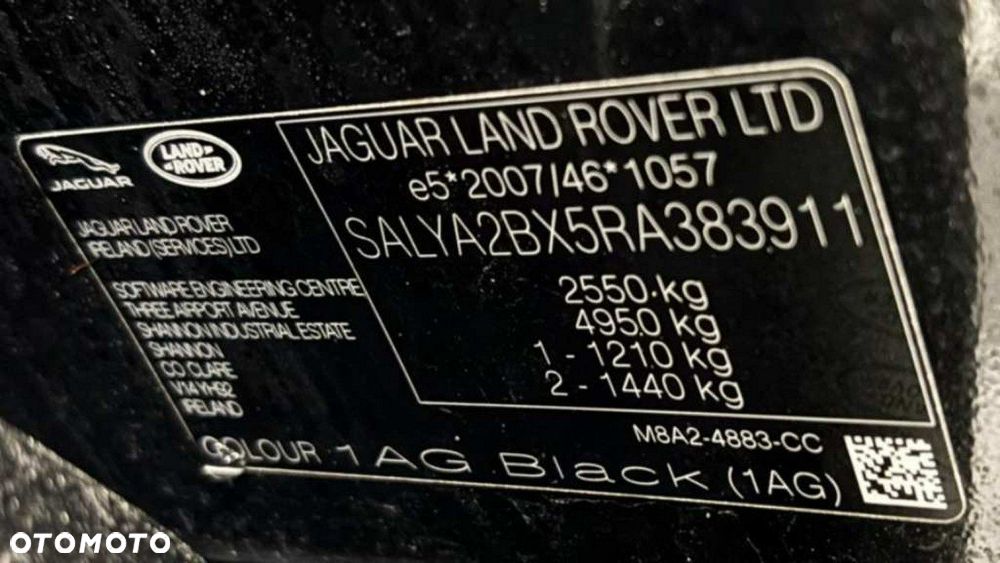 JAGUAR
LAND ROVER
JAGUAR LAND ROVER LTD
e5*2007/46*1057
SALYA2BX5RA383911
2550 kg
4950 kg
1 - 1210 kg
2 - 1440 kg
JAGUAR LAND ROVER
IRELAND (SERVICES) LTD
SOFTWARE ENGINEERING CENTRE
THREE AIRPORT AVENUE
SHANNON INDUSTRIAL ESTATE
SHANNON
CO. CLARE
V14 YH92
IRELAND
M8A2-4883-CC
COLOUR 1AG Black (1AG)
OTOMOTO